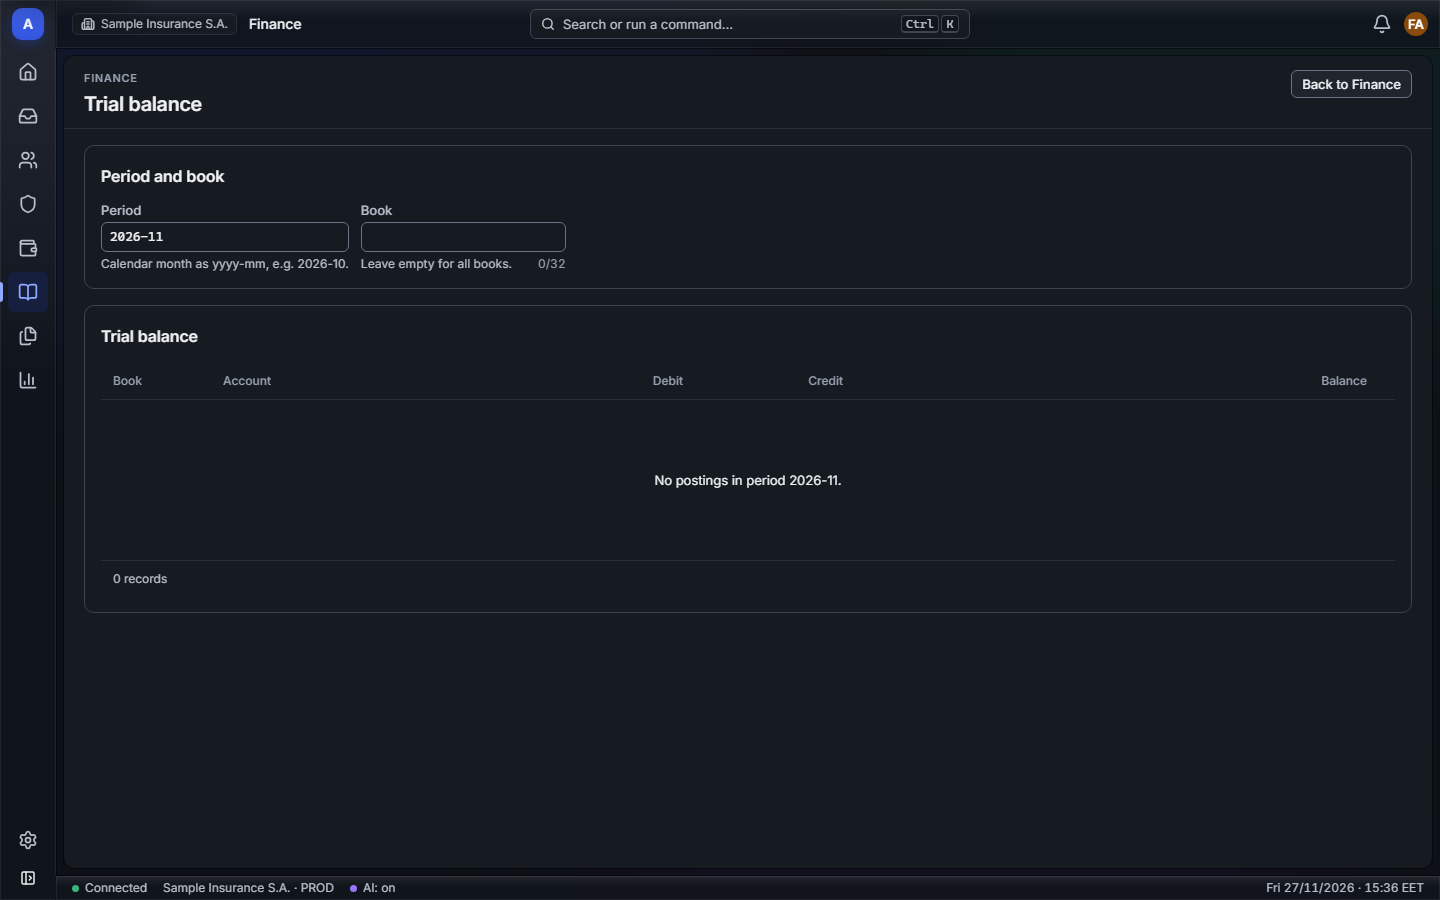 A
Sample Insurance S.A.
Finance
Search or run a command...
Ctrl K
FA
FINANCE
Trial balance
Back to Finance
Period and book
Period
Book
2026-11
Calendar month as yyyy-mm, e.g. 2026-10.
Leave empty for all books.
0/32
Trial balance
Book Account Debit Credit Balance
No postings in period 2026-11.
0 records
Connected
Sample Insurance S.A. · PROD
AI: on
Fri 27/11/2026 · 15:36 EET